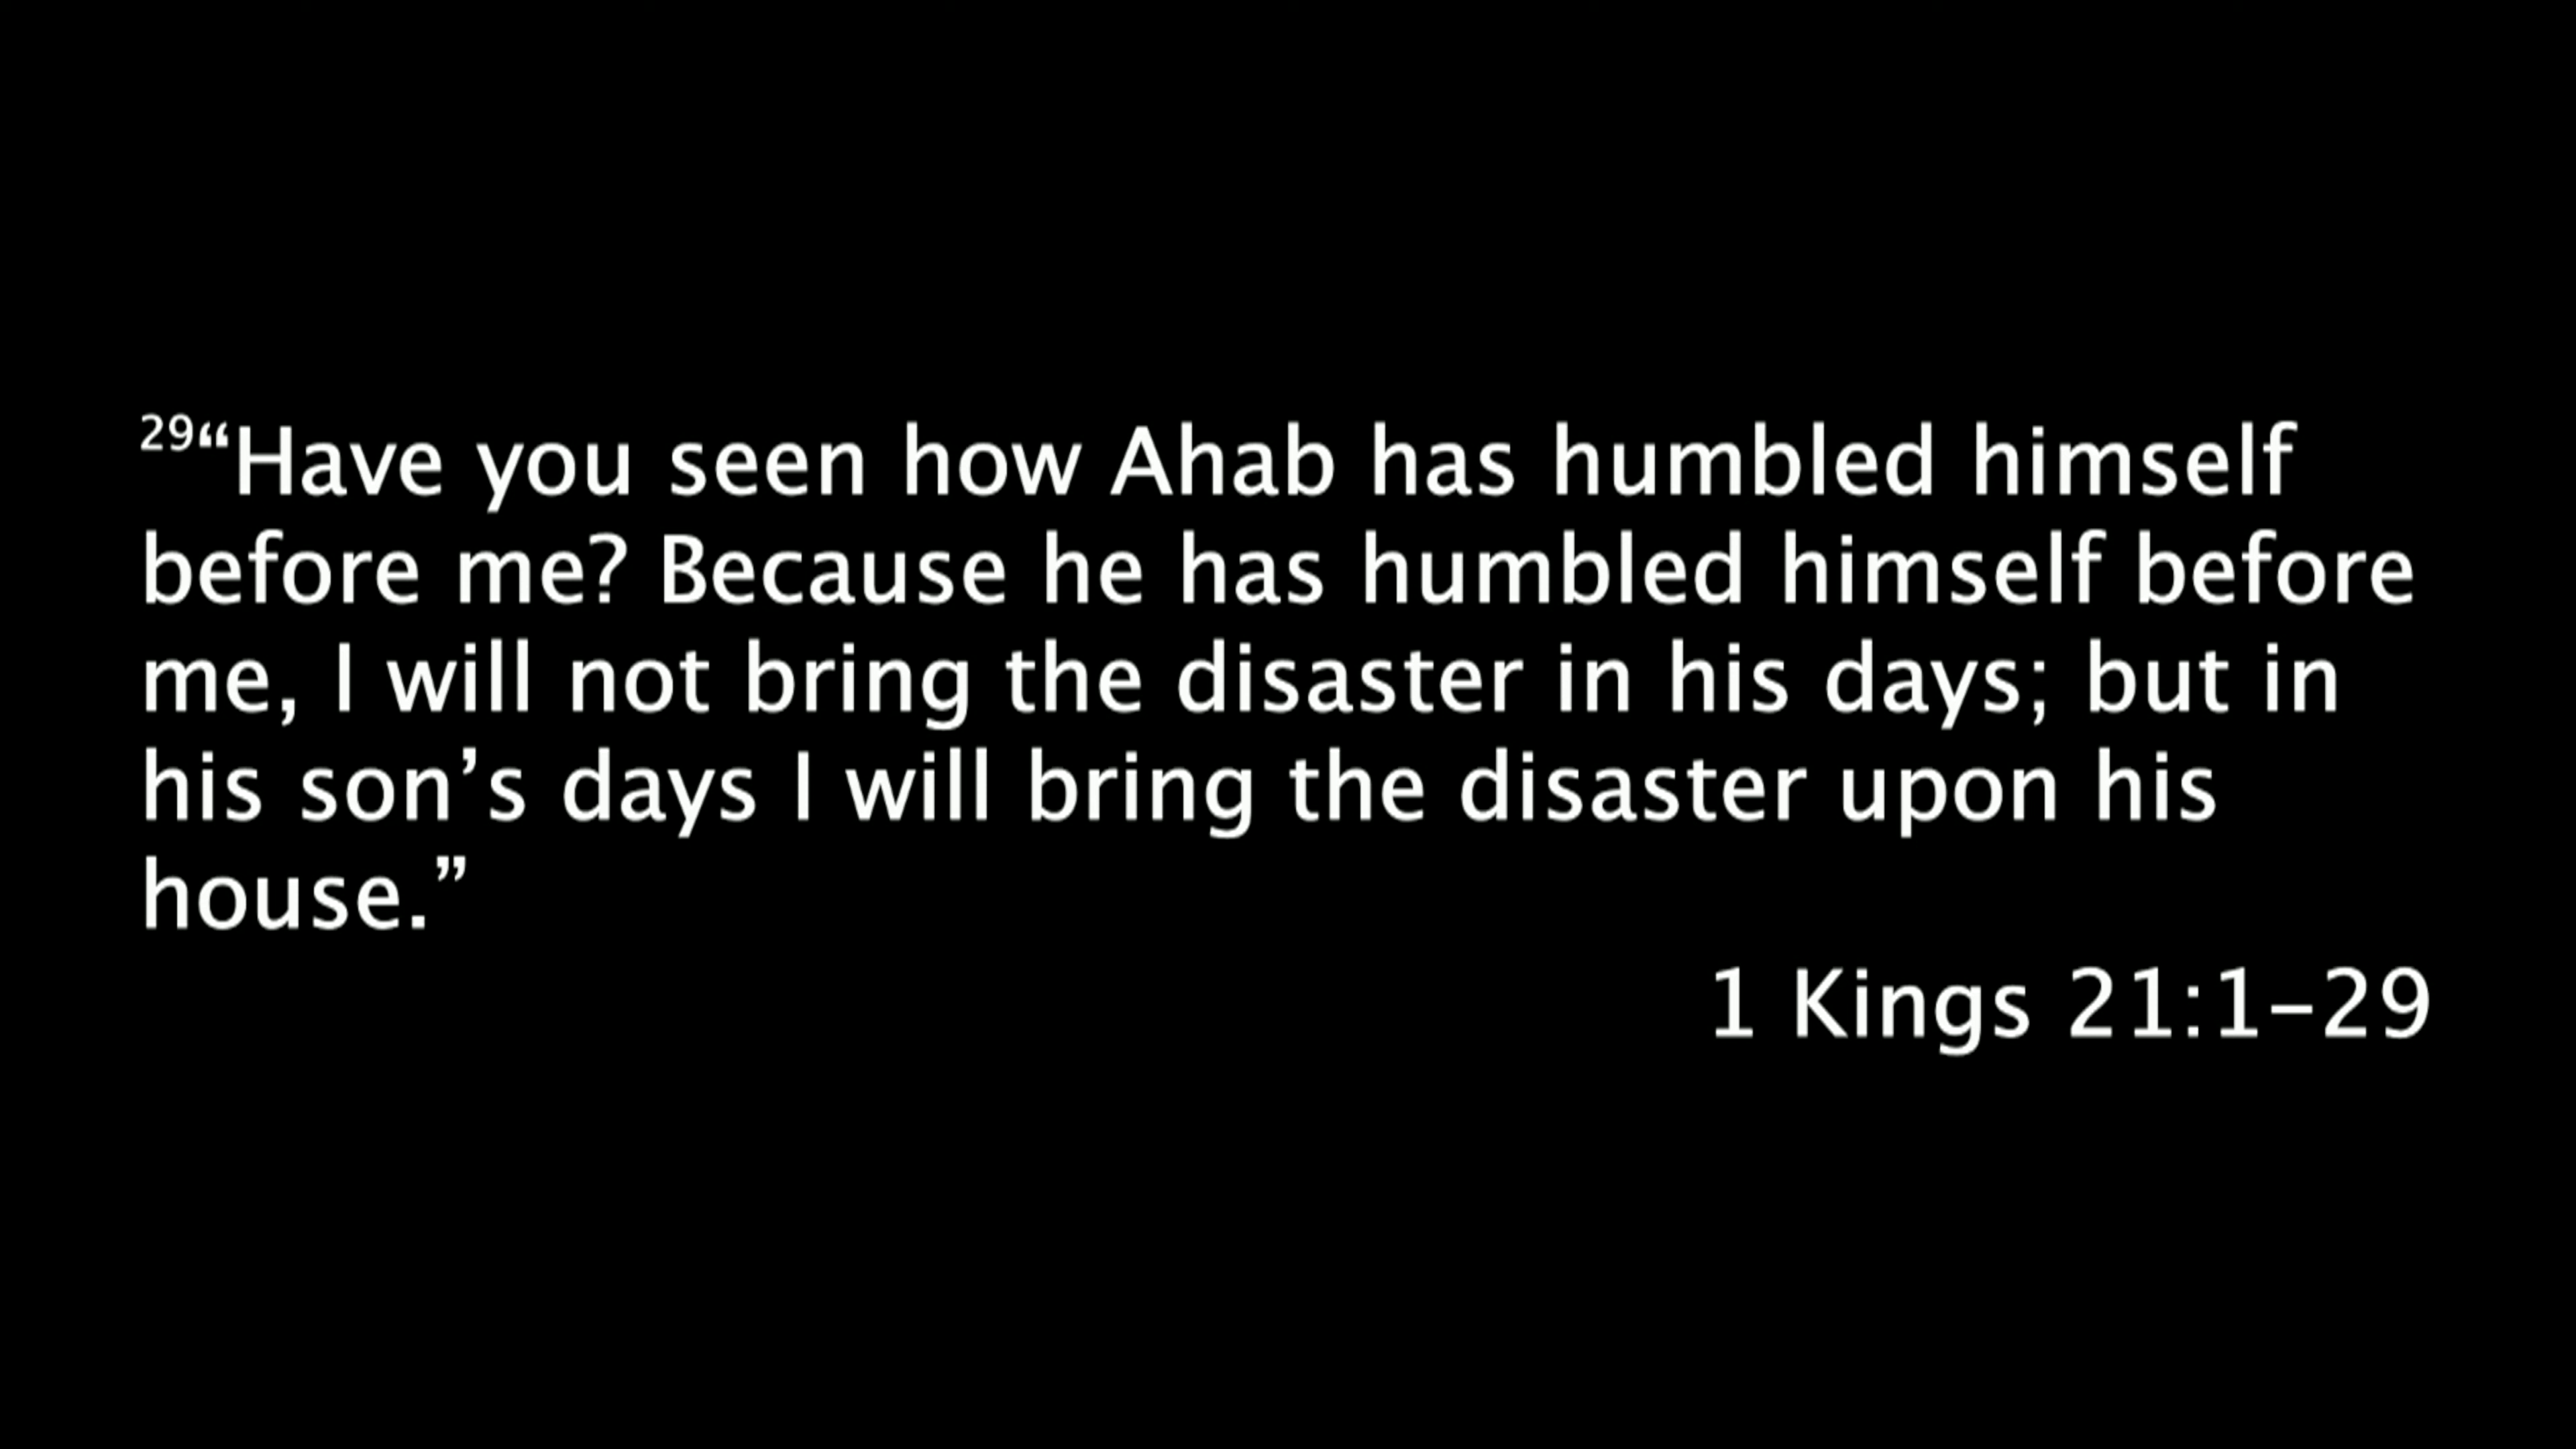 29“Have you seen how Ahab has humbled himself
before me? Because he has humbled himself before
me, I will not bring the disaster in his days; but in
his son’s days I will bring the disaster upon his
house.”
1 Kings 21:1–29